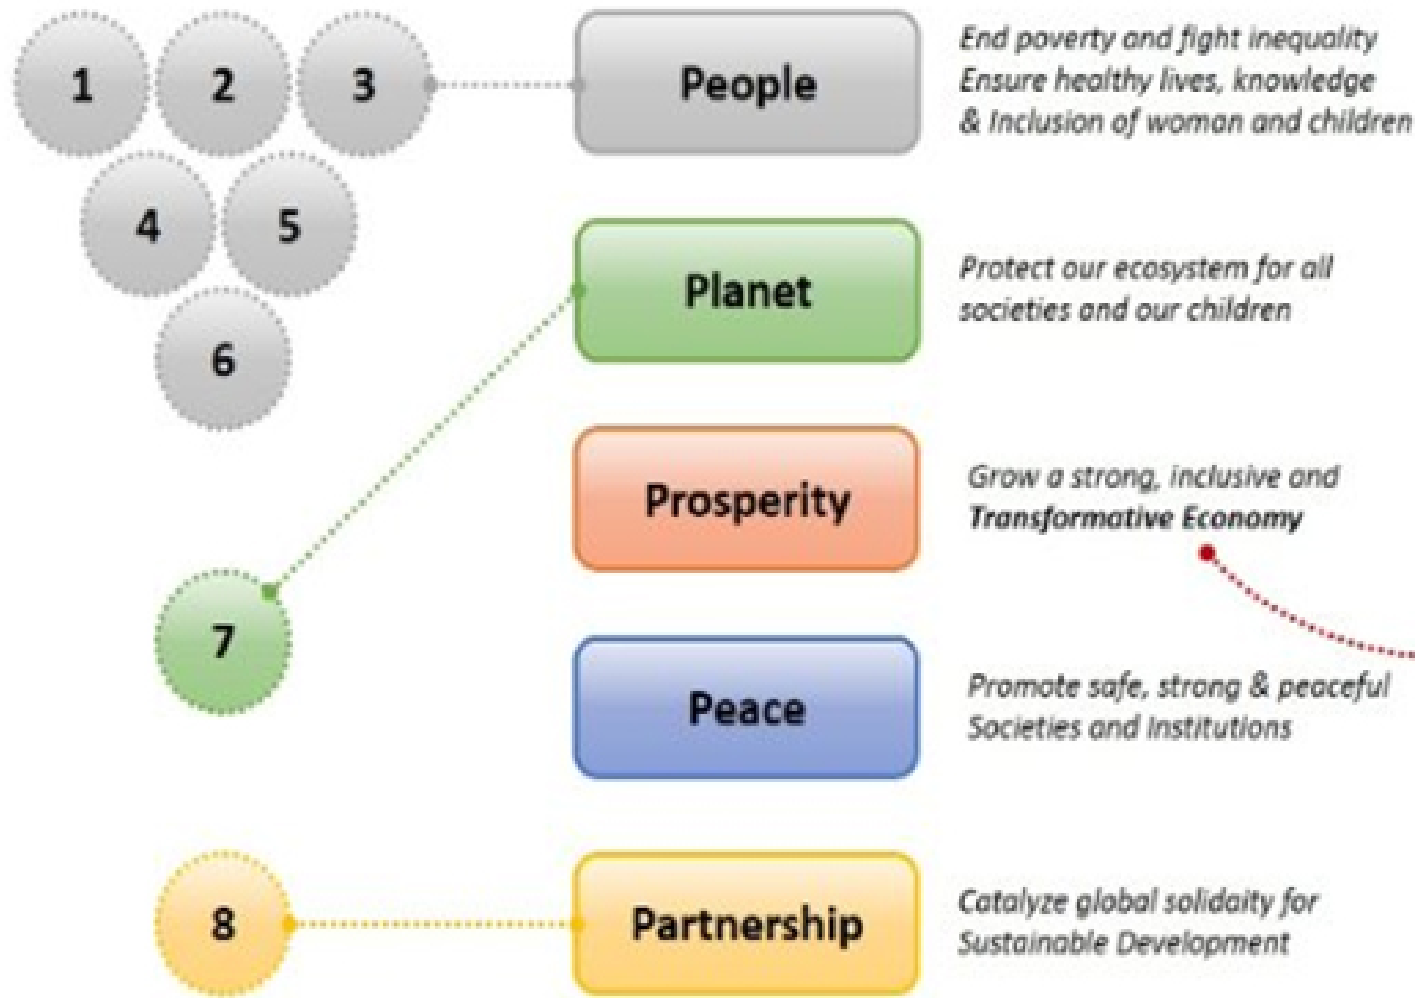 1 2 3
People
End poverty and fight inequality
Ensure healthy lives, knowledge
& Inclusion of woman and children
4 5
6
Planet
Protect our ecosystem for all
societies and our children
Prosperity
Grow a strong, inclusive and
Transformative Economy
7
Peace
Promote safe, strong & peaceful
Societies and Institutions
8
Partnership
Catalyze global solidaity for
Sustainable Development